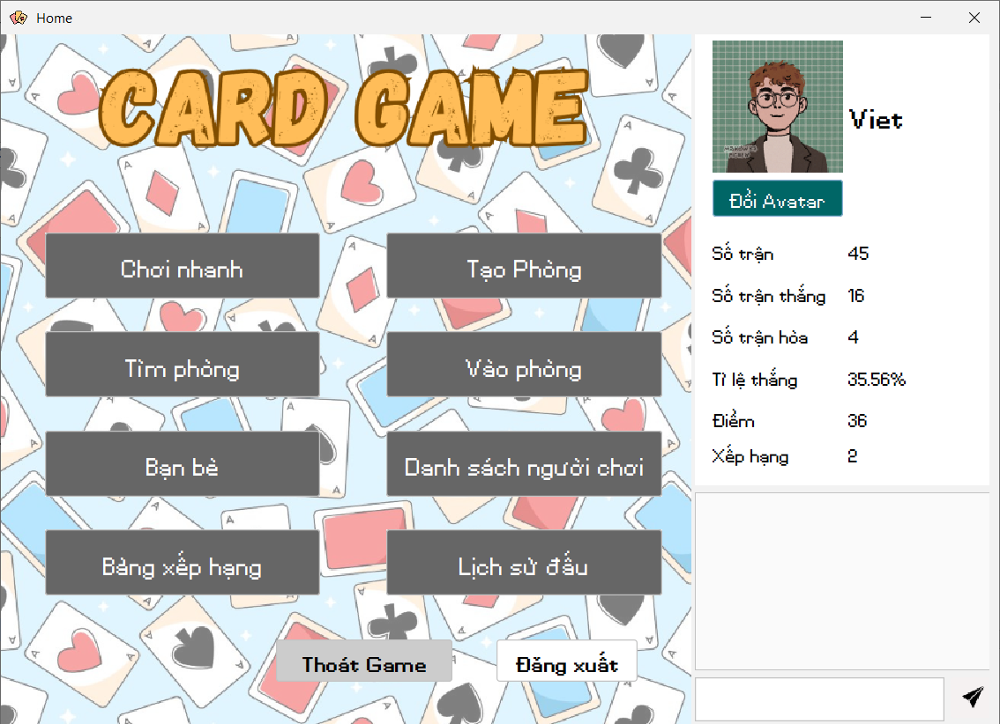 Home
CARD GAME
Chơi nhanh
Tạo Phòng
Tìm phòng
Vào phòng
Bạn bè
Danh sách người chơi
Bảng xếp hạng
Lịch sử đấu
Thoát Game
Đăng xuất
Viet
Đổi Avatar
Số trận 45
Số trận thắng 16
Số trận hòa 4
Tỉ lệ thắng 35.56%
Điểm 36
Xếp hạng 2